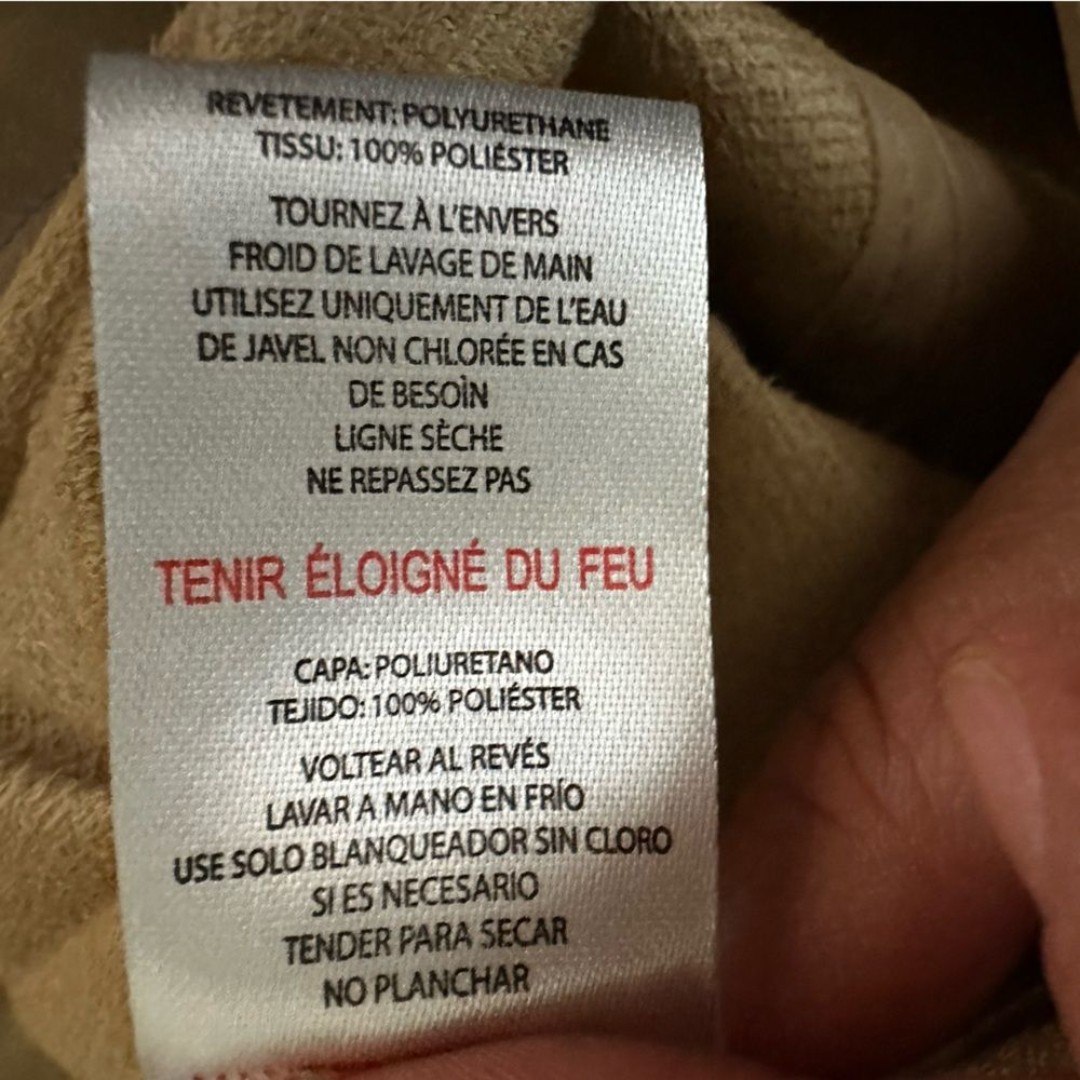 REVETEMENT: POLYURETHANE
TISSU: 100% POLIÉSTER
TOURNEZ À L'ENVERS
FROID DE LAVAGE DE MAIN
UTILISEZ UNIQUEMENT DE L'EAU
DE JAVEL NON CHLORÉE EN CAS
DE BESOÌN
LIGNE SÈCHE
NE REPASSEZ PAS
TENIR ÉLOIGNÉ DU FEU
CAPA: POLIURETANO
TEJIDO: 100% POLIÉSTER
VOLTEAR AL REVÉS
LAVAR A MANO EN FRÍO
USE SOLO BLANQUEADOR SIN CLORO
SI ES NECESARIO
TENDER PARA SECAR
NO PLANCHAR